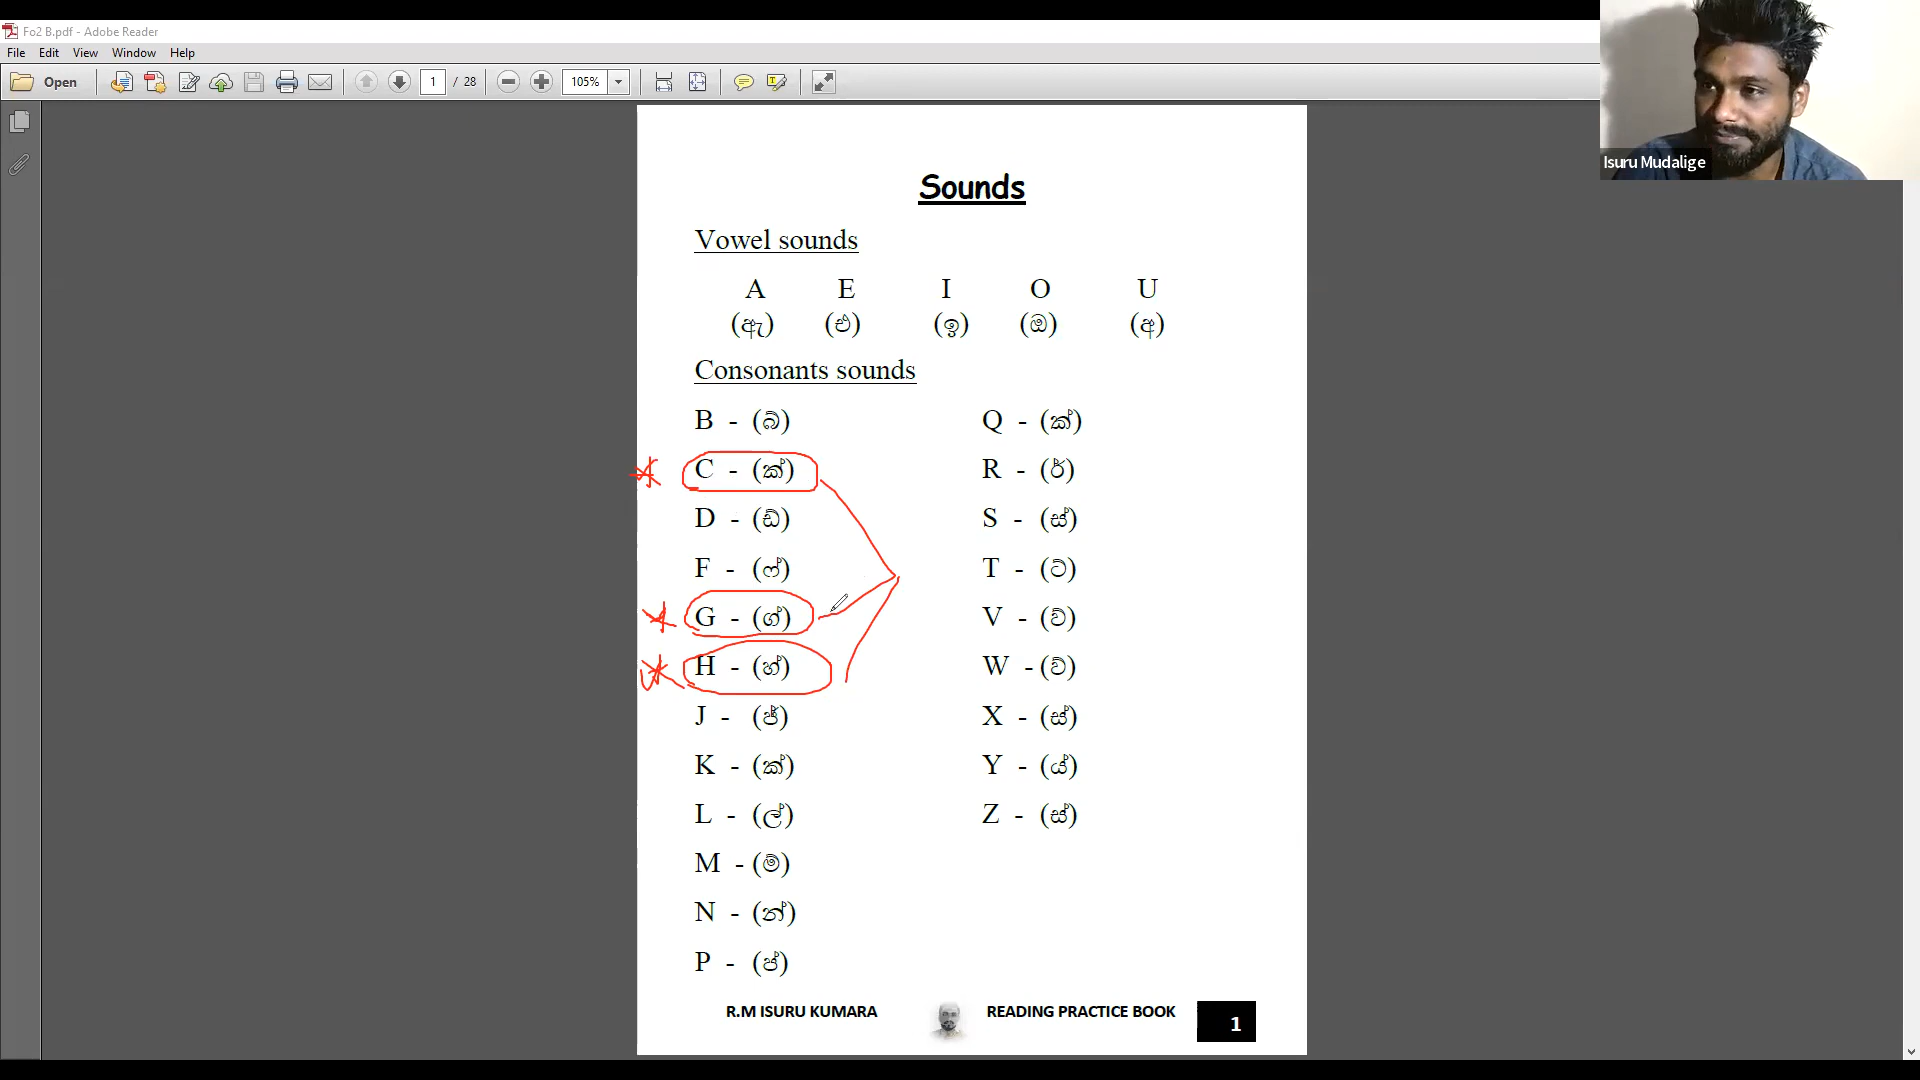 Fo2 B.pdf - Adobe Reader
File Edit View Window Help
Open 1 / 28 105%
Isuru Mudalige
Sounds
Vowel sounds
A E I O U
(ඇ) (එ) (ඉ) (ඔ) (අ)
Consonants sounds
B - (බ්)
C - (ක්)
D - (ඩ්)
F - (ෆ්)
G - (ග්)
H - (හ්)
J - (ජ්)
K - (ක්)
L - (ල්)
M - (ම්)
N - (න්)
P - (ප්)
Q - (ක්)
R - (ර්)
S - (ස්)
T - (ට්)
V - (ව්)
W - (ව්)
X - (ස්)
Y - (ය්)
Z - (ස්)
R.M ISURU KUMARA READING PRACTICE BOOK 1